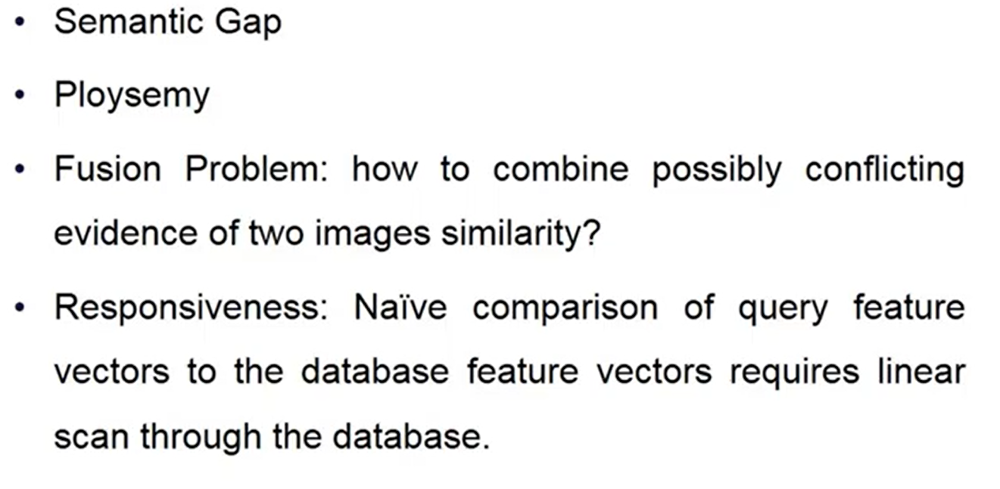 • Semantic Gap
• Ploysemy
• Fusion Problem: how to combine possibly conflicting
evidence of two images similarity?
• Responsiveness: Naïve comparison of query feature
vectors to the database feature vectors requires linear
scan through the database.